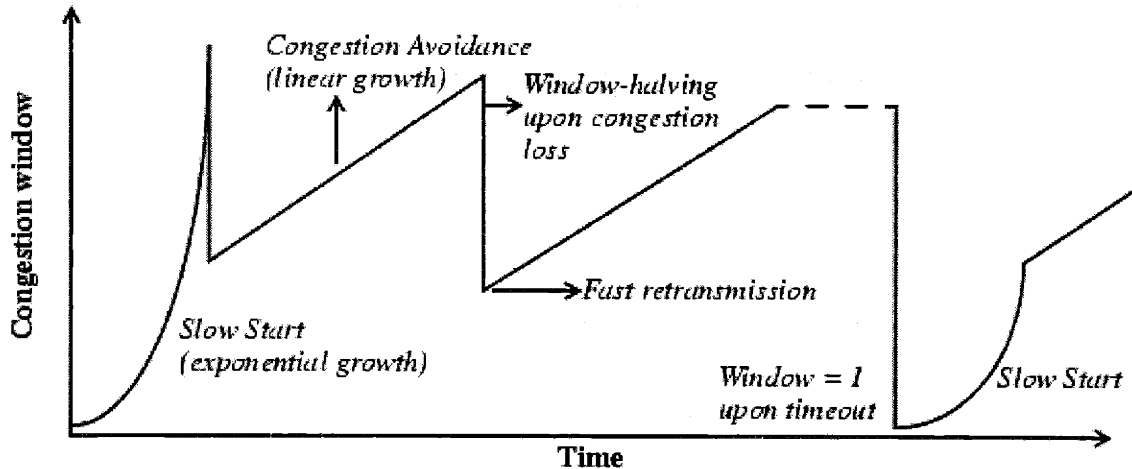 Congestion Avoidance
(linear growth)
Window-halving
upon congestion
loss
Congestion window
Fast retransmission
Slow Start
(exponential growth)
Window = 1
upon timeout
Slow Start
Time